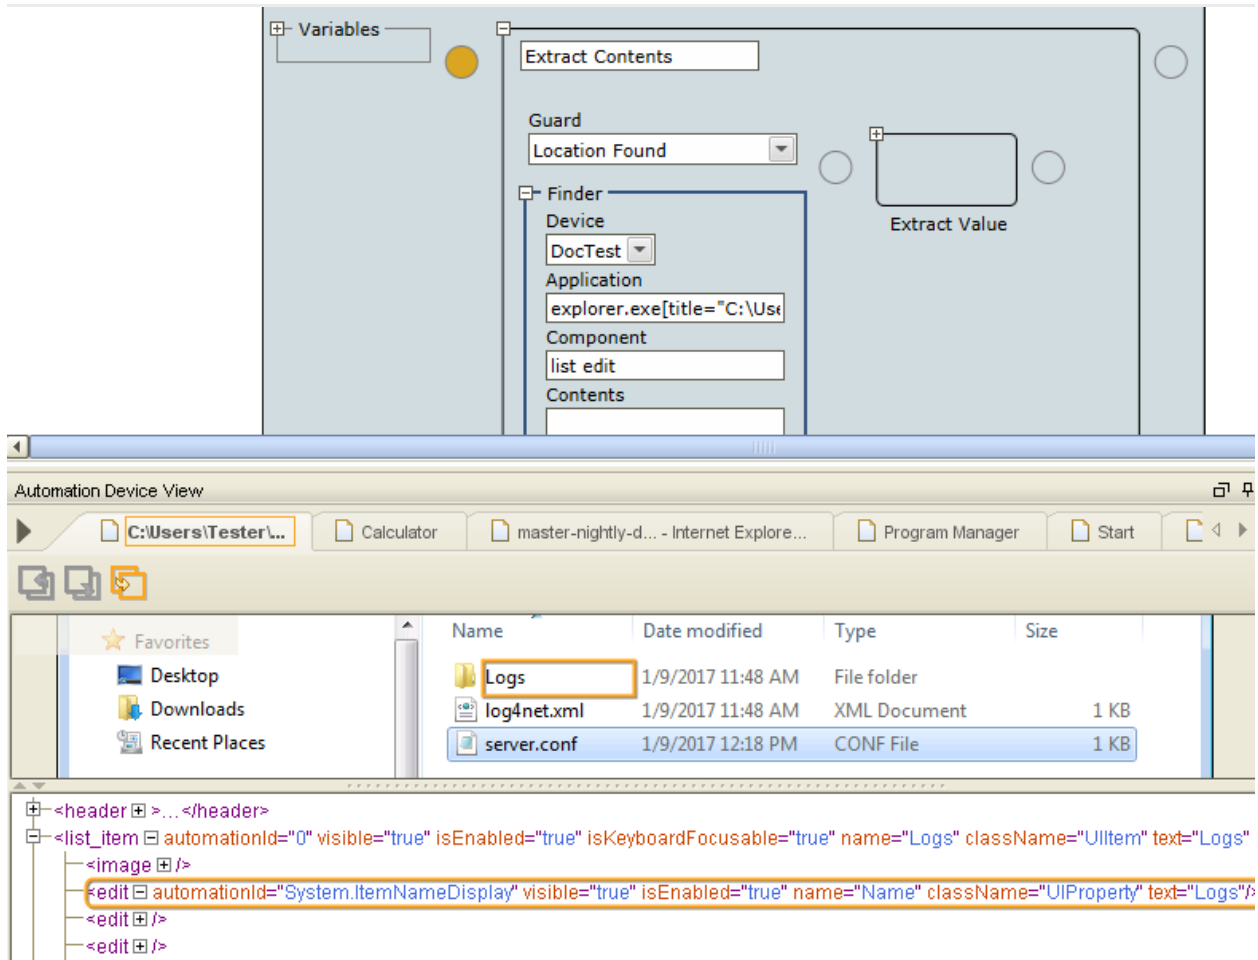 Variables
Extract Contents
Guard
Location Found
Finder
Device
DocTest
Application
explorer.exe[title="C:\Use
Component
list edit
Contents
Extract Value
Automation Device View
C:\Users\Tester\... Calculator master-nightly-d... - Internet Explore... Program Manager Start
Favorites
Desktop
Downloads
Recent Places
Name Date modified Type Size
Logs 1/9/2017 11:48 AM File folder
log4net.xml 1/9/2017 11:48 AM XML Document 1 KB
server.conf 1/9/2017 12:18 PM CONF File 1 KB
<header >...</header>
<list_item automationId="0" visible="true" isEnabled="true" isKeyboardFocusable="true" name="Logs" className="UIItem" text="Logs"
<image />
<edit automationId="System.ItemNameDisplay" visible="true" isEnabled="true" name="Name" className="UIProperty" text="Logs"/>
<edit />
<edit />